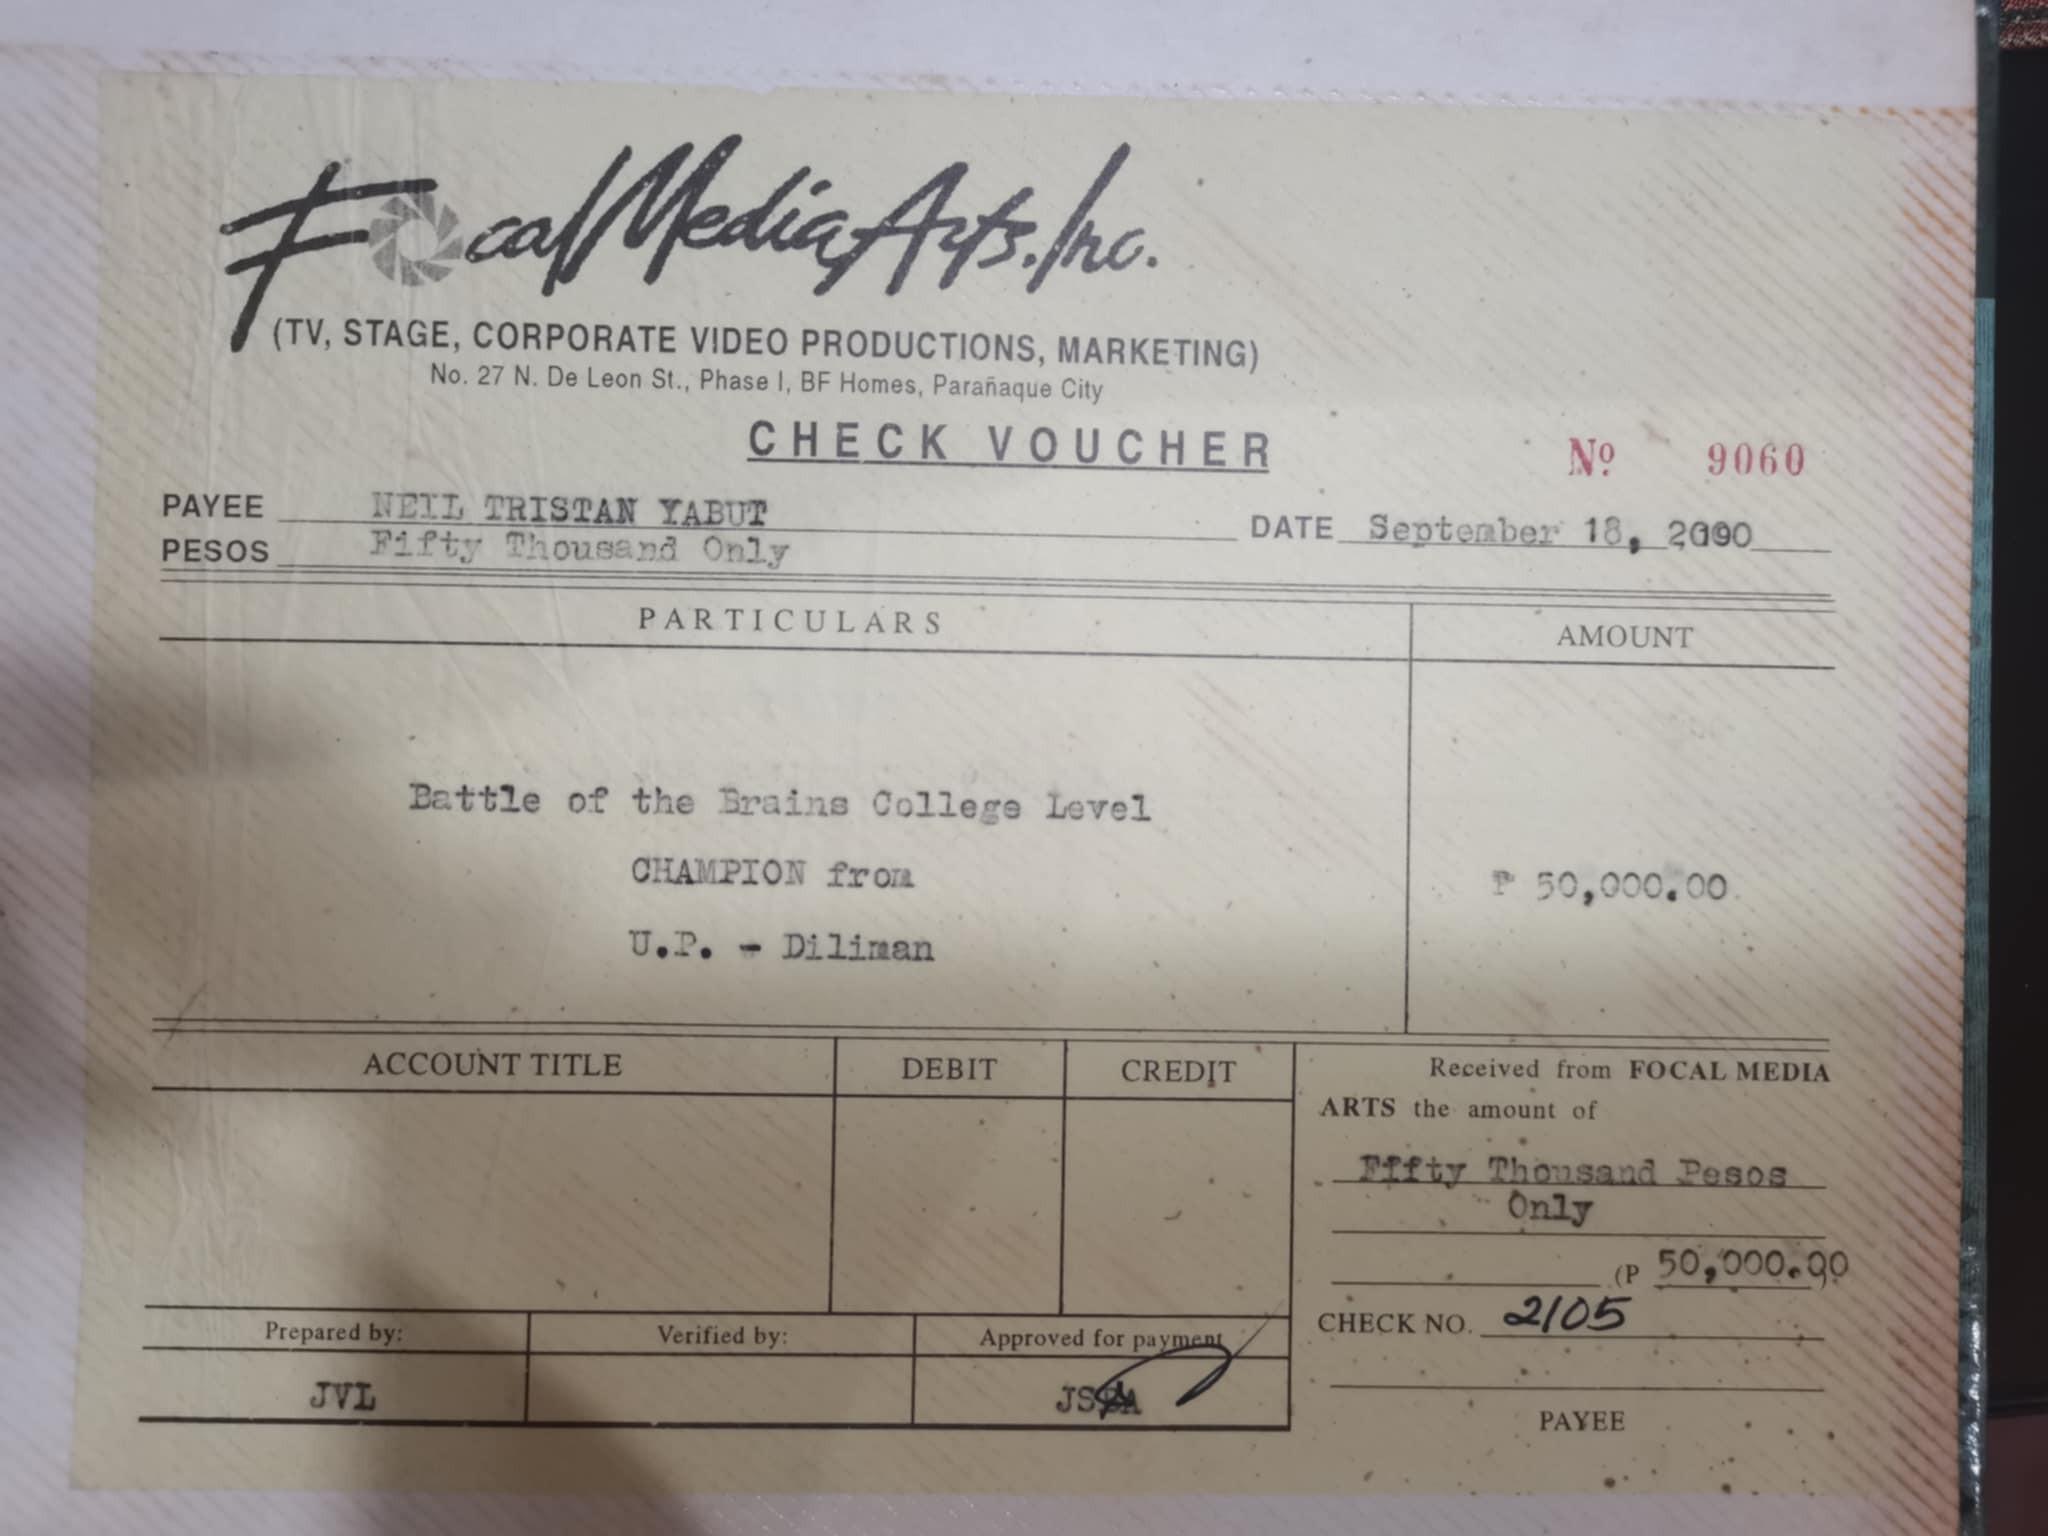 Focal Media Arts. Inc.
(TV, STAGE, CORPORATE VIDEO PRODUCTIONS, MARKETING)
No. 27 N. De Leon St., Phase I, BF Homes, Parañaque City
CHECK VOUCHER
Nº 9060
PAYEE NEIL TRISTAN YABUT
DATE September 18,
PESOS Fifty Thousand Only
PARTICULARS AMOUNT
Battle of the Brains College Level
CHAMPION from
₱ 50,000.00
U.P. - Diliman
ACCOUNT TITLE DEBIT CREDIT
Received from FOCAL MEDIA
ARTS the amount of
Fifty Thousand Pesos
Only
(P 50,000.00)
CHECK NO. 2105
PAYEE
Prepared by: Verified by: Approved for payment
JVL